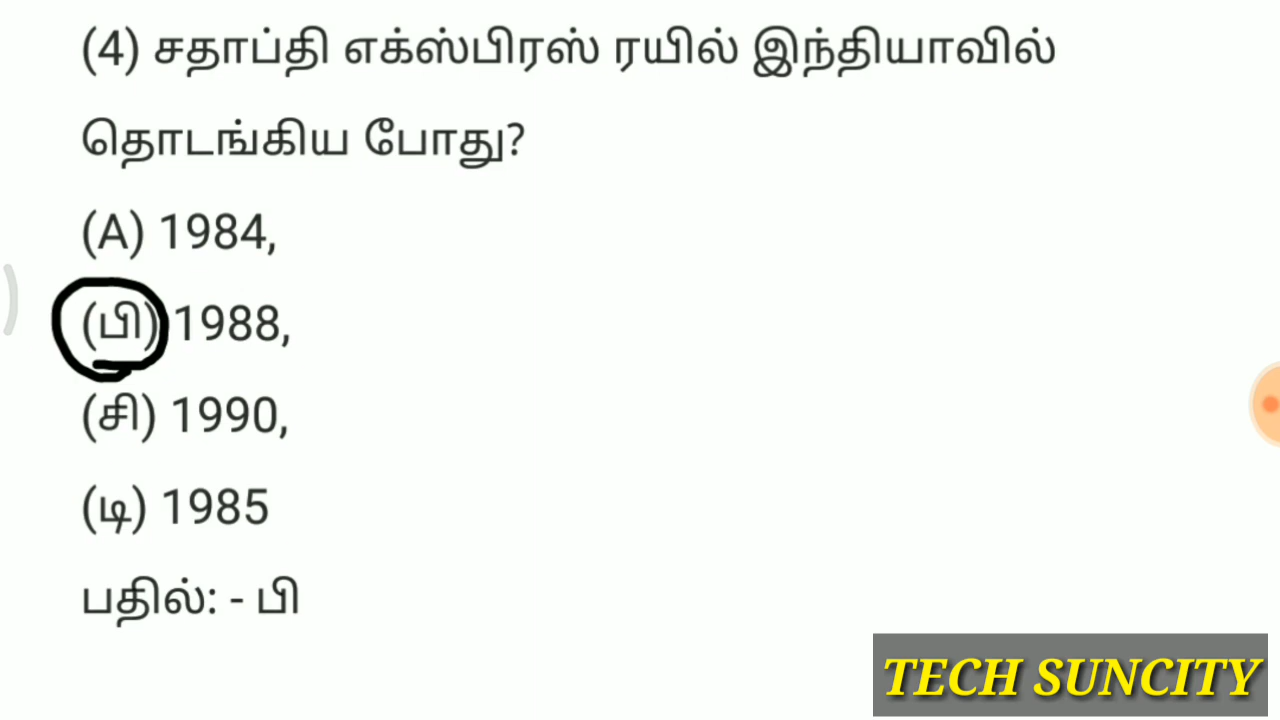 (4) சதாப்தி எக்ஸ்பிரஸ் ரயில் இந்தியாவில்
தொடங்கிய போது?
(A) 1984,
(பி) 1988,
(சி) 1990,
(டி) 1985
பதில்: - பி
TECH SUNCITY